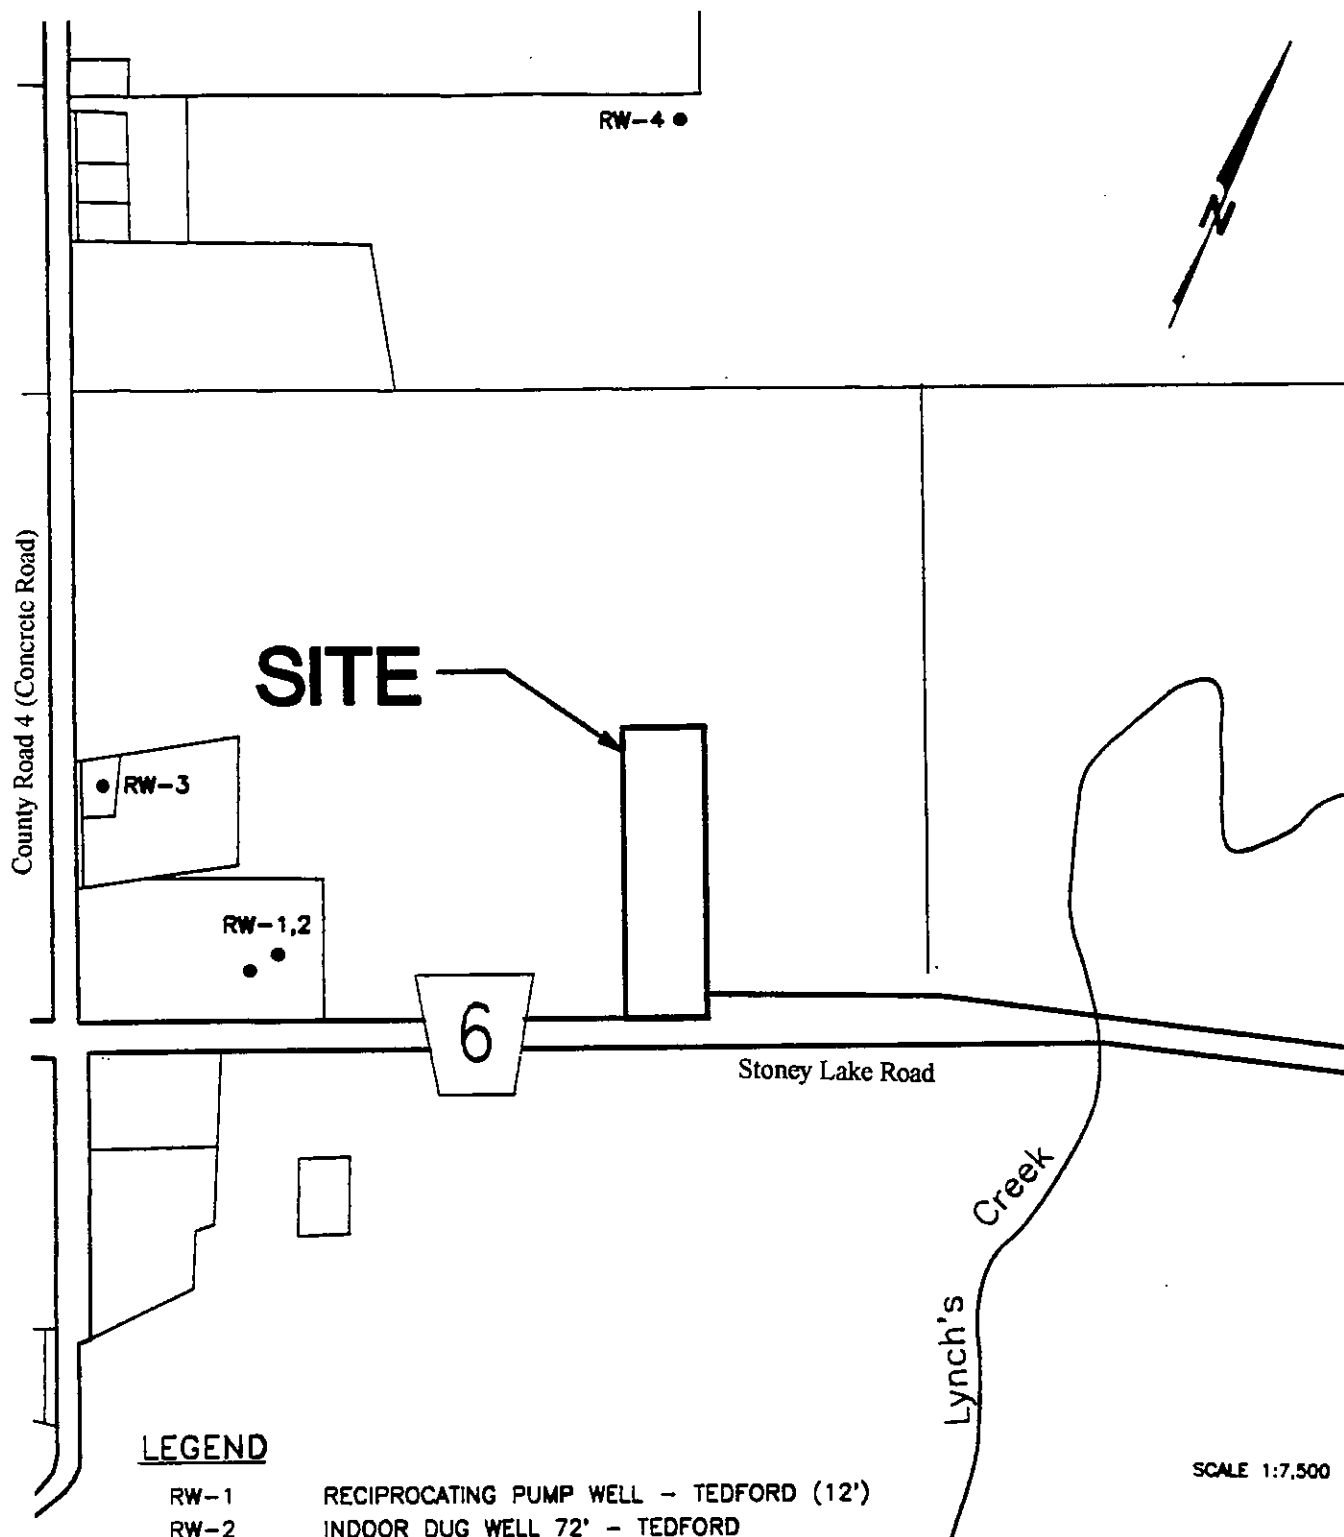 RW-4
N
County Road 4 (Concrete Road)
SITE
RW-3
RW-1,2
6
Stoney Lake Road
Lynch's Creek
LEGEND
SCALE 1:7,500
RW-1 RECIPROCATING PUMP WELL - TEDFORD (12')
RW-2 INDOOR DUG WELL 72' - TEDFORD